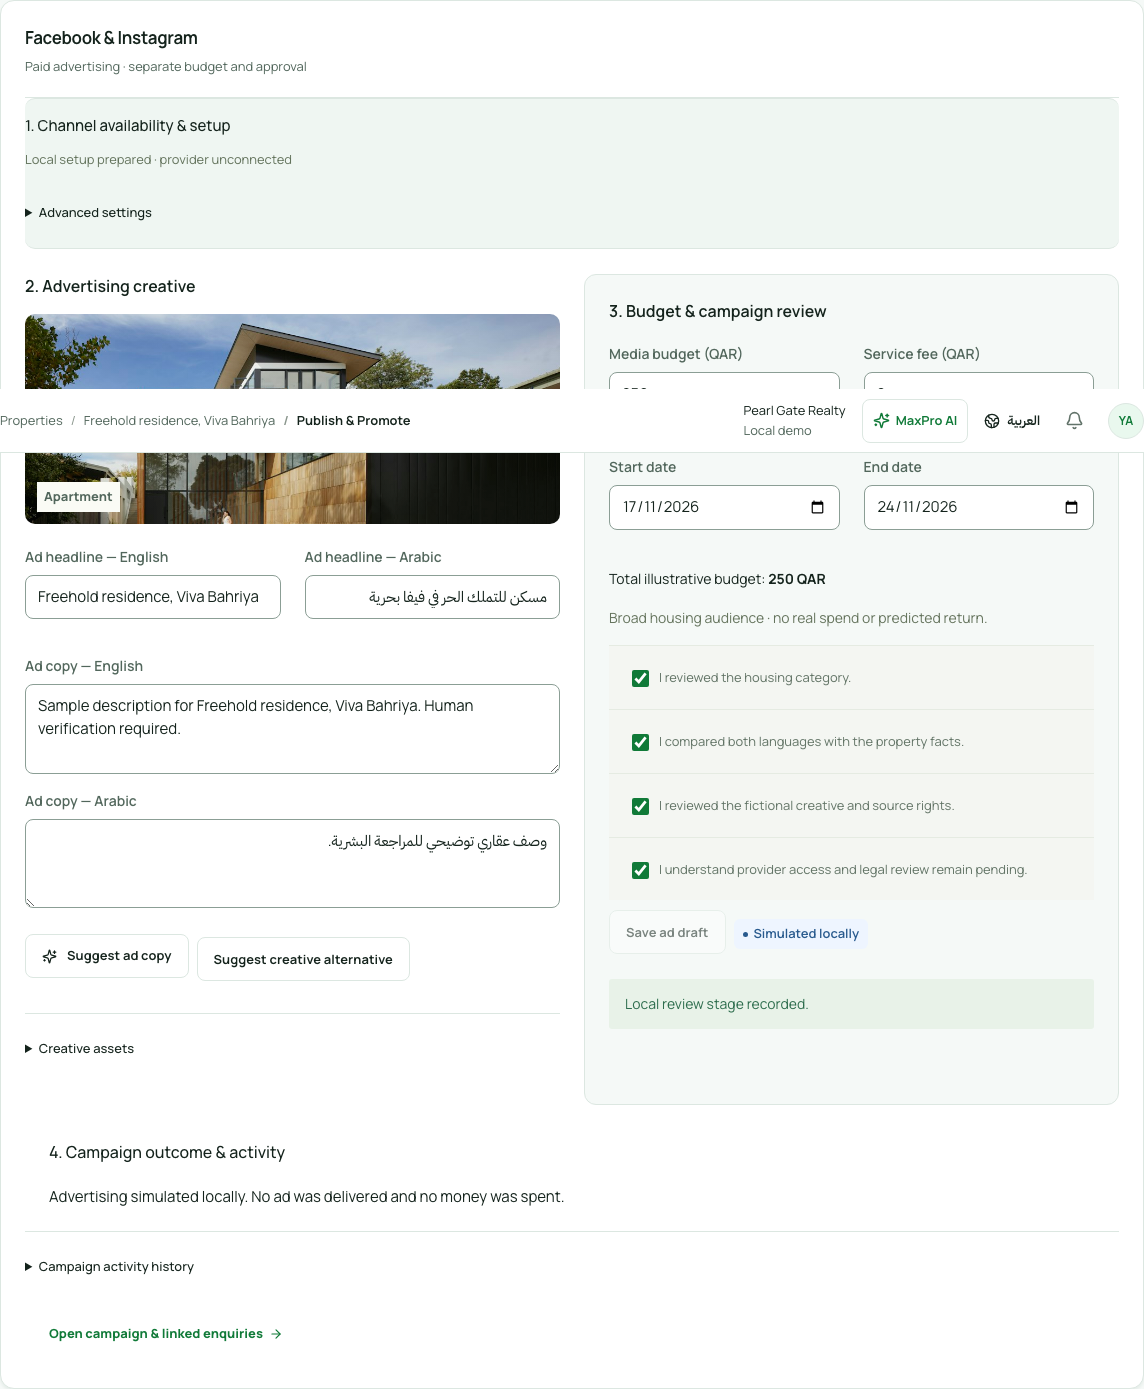 Facebook & Instagram
Paid advertising · separate budget and approval
1. Channel availability & setup
Local setup prepared · provider unconnected
Advanced settings
2. Advertising creative
Apartment
Ad headline — English
Freehold residence, Viva Bahriya
Ad headline — Arabic
مسكن للتملك الحر في فيفا بحرية
Ad copy — English
Sample description for Freehold residence, Viva Bahriya. Human
verification required.
Ad copy — Arabic
وصف عقاري توضيحي للمراجعة البشرية.
Suggest ad copy
Suggest creative alternative
Creative assets
3. Budget & campaign review
Media budget (QAR)
Service fee (QAR)
Properties / Freehold residence, Viva Bahriya / Publish & Promote
Pearl Gate Realty
Local demo
MaxPro AI
العربية
YA
Start date
17/11/2026
End date
24/11/2026
Total illustrative budget: 250 QAR
Broad housing audience · no real spend or predicted return.
I reviewed the housing category.
I compared both languages with the property facts.
I reviewed the fictional creative and source rights.
I understand provider access and legal review remain pending.
Save ad draft
Simulated locally
Local review stage recorded.
4. Campaign outcome & activity
Advertising simulated locally. No ad was delivered and no money was spent.
Campaign activity history
Open campaign & linked enquiries →